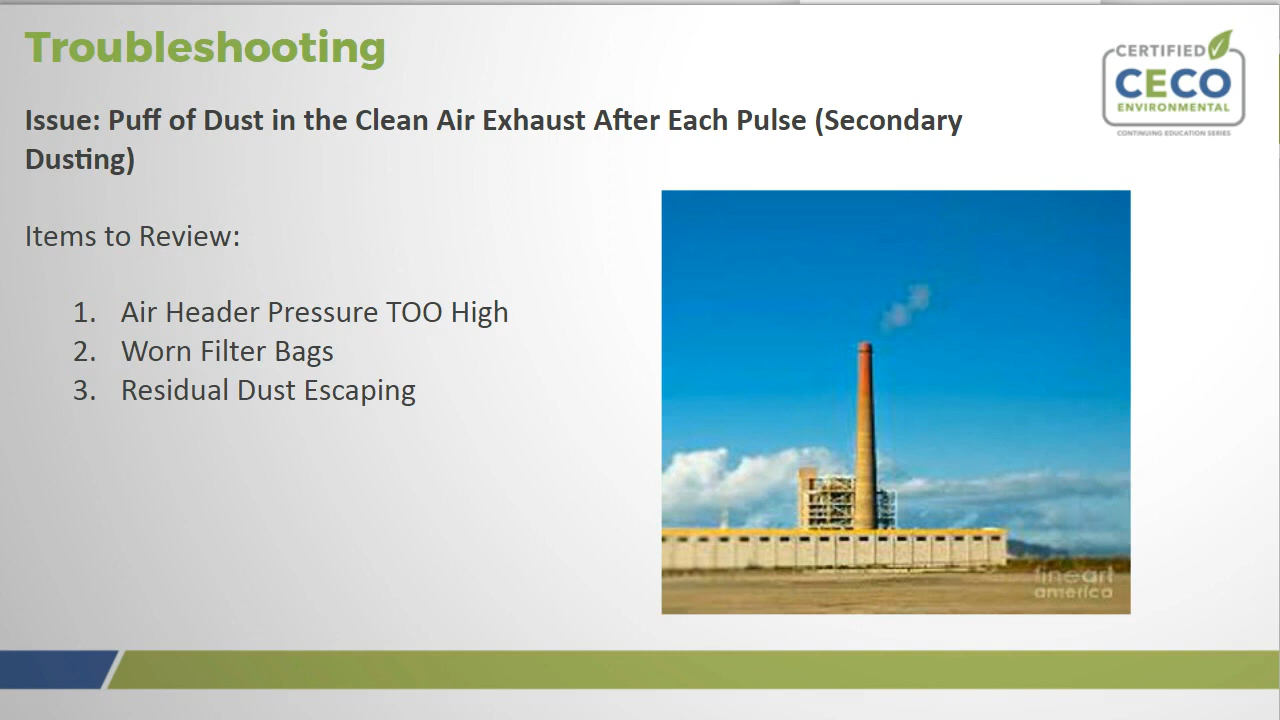 Troubleshooting
CERTIFIED
CECO
ENVIRONMENTAL
CONTINUING EDUCATION SERIES
Issue: Puff of Dust in the Clean Air Exhaust After Each Pulse (Secondary
Dusting)
Items to Review:
1. Air Header Pressure TOO High
2. Worn Filter Bags
3. Residual Dust Escaping
fineart
america